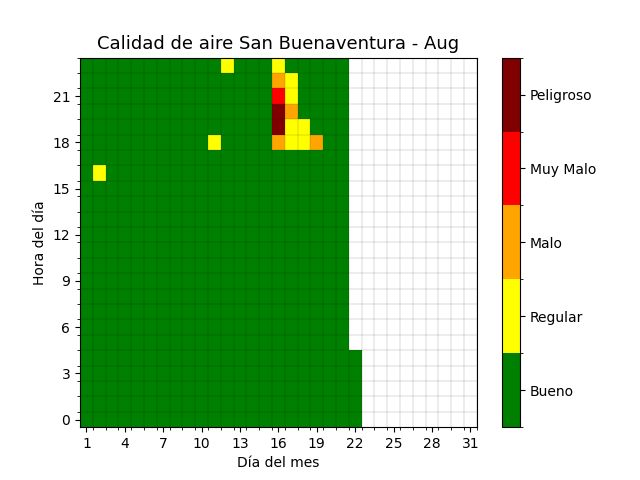 Calidad de aire San Buenaventura - Aug
Hora del día
21
18
15
12
9
6
3
0
1 4 7 10 13 16 19 22 25 28 31
Día del mes
Peligroso
Muy Malo
Malo
Regular
Bueno